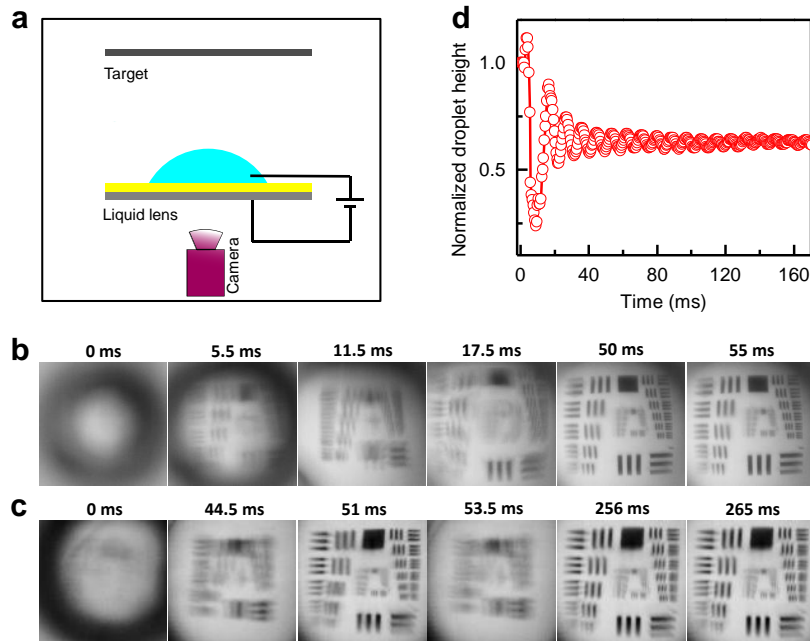 a
Target
Liquid lens
Camera
d
Normalized droplet height
1.0
0.5
0 40 80 120 160
Time (ms)
b
0 ms 5.5 ms 11.5 ms 17.5 ms 50 ms 55 ms
c
0 ms 44.5 ms 51 ms 53.5 ms 256 ms 265 ms